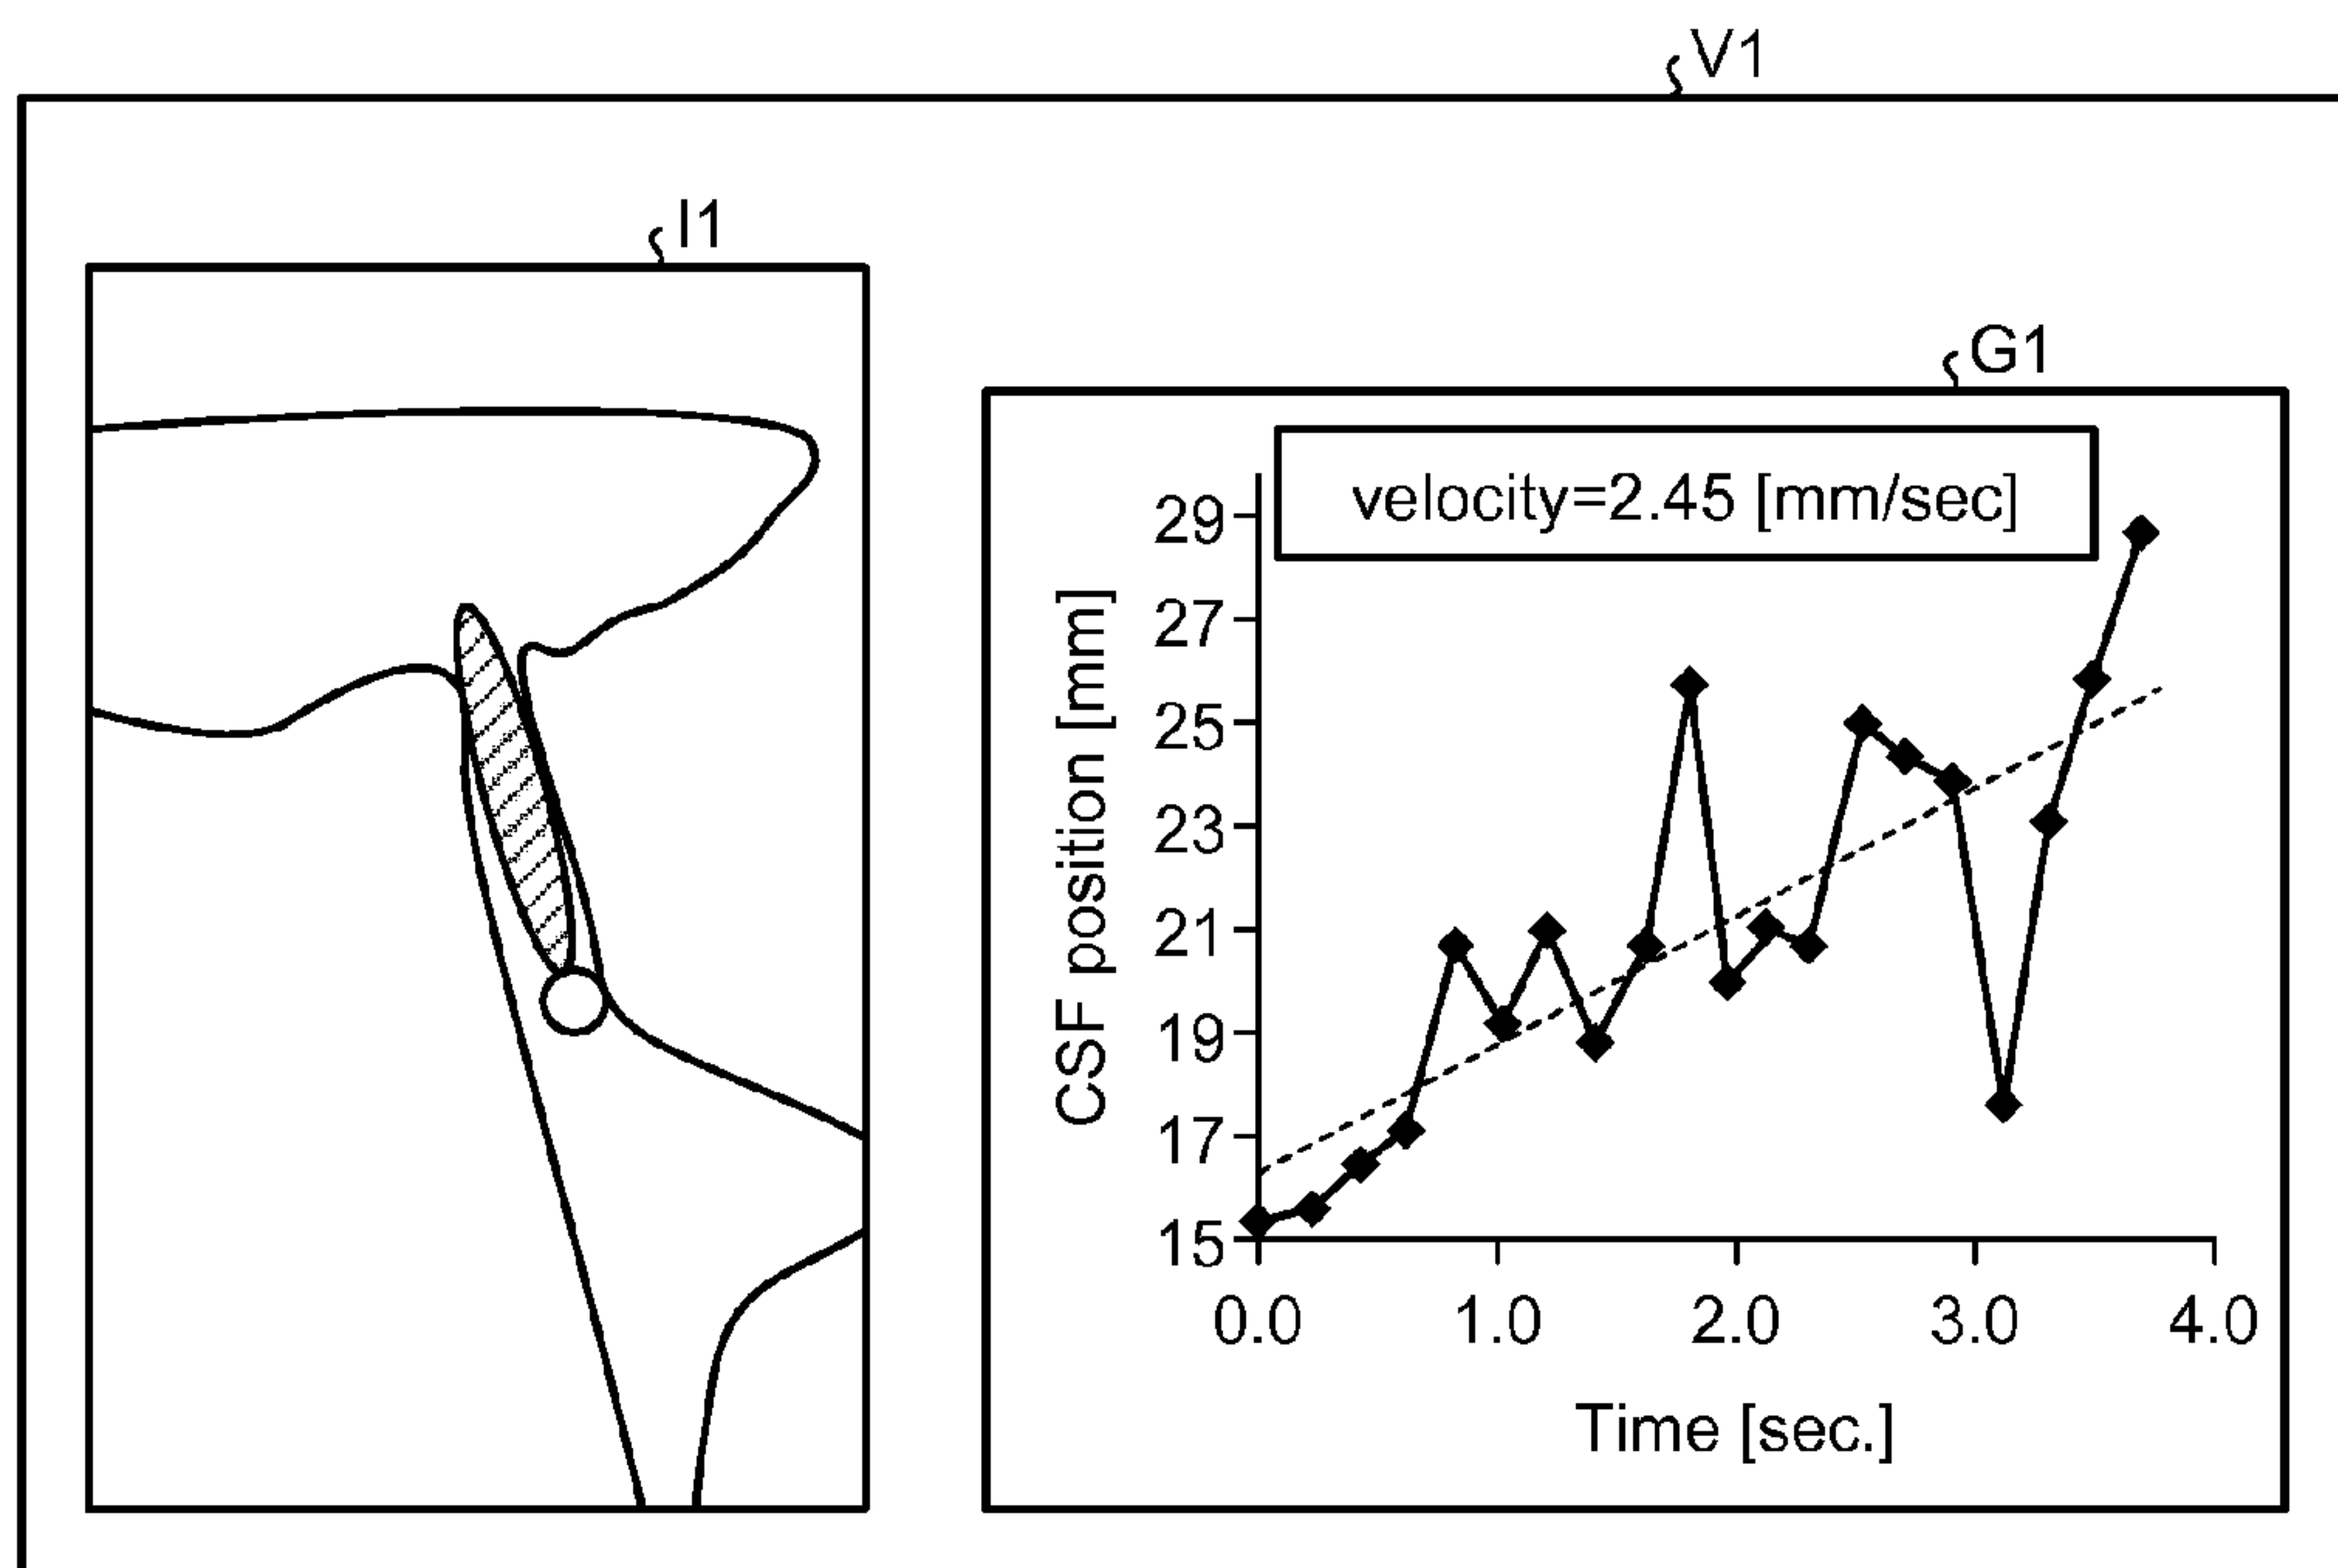 V1
I1
G1
velocity=2.45 [mm/sec]
CSF position [mm]
29
27
25
23
21
19
17
15
0.0 1.0 2.0 3.0 4.0
Time [sec.]